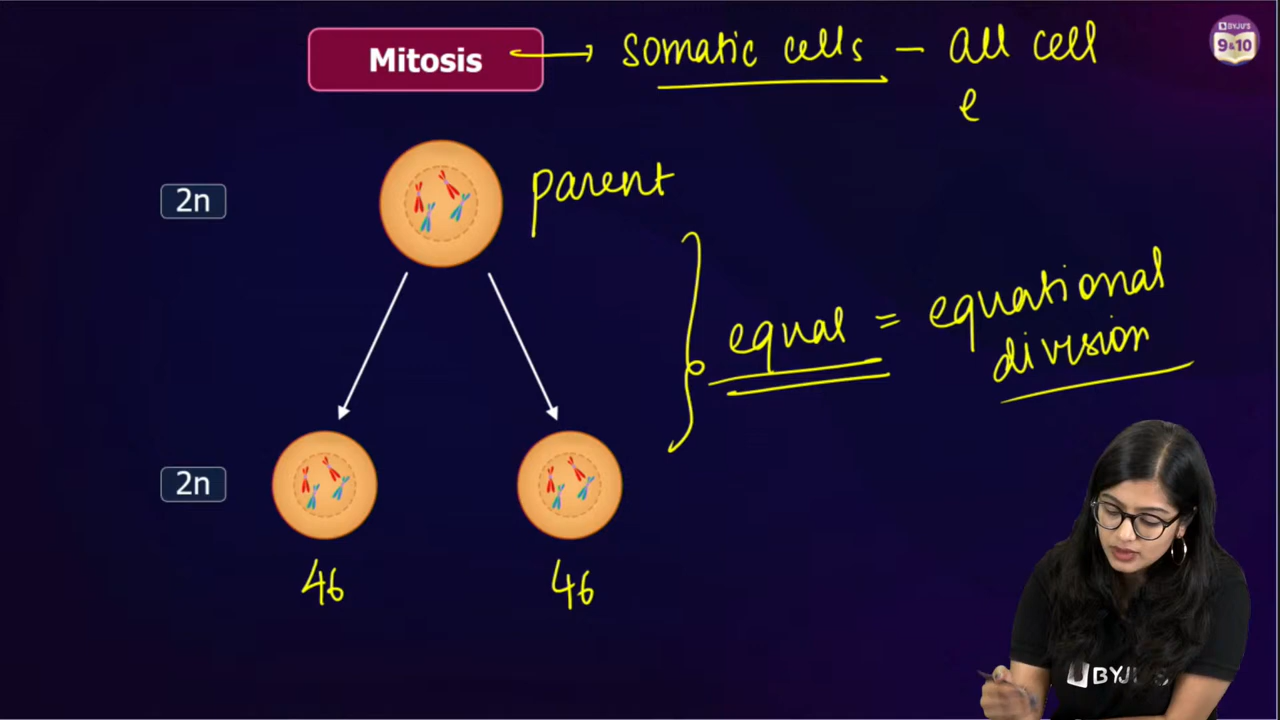 Mitosis
somatic cells - all cell
e
BYJU'S
9&10
2n
parent
equal = equational
division
2n
46
46
BYJU'S